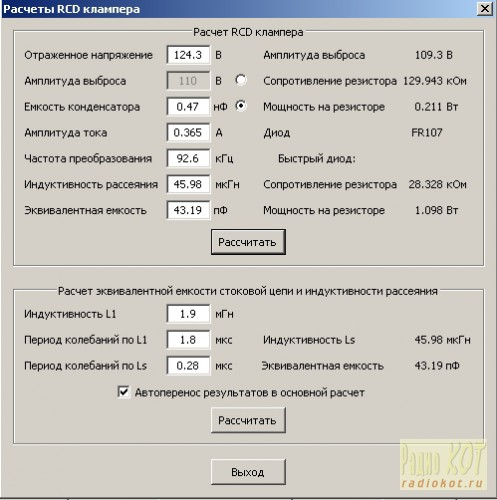 Расчеты RCD клампера
Расчет RCD клампера
Отраженное напряжение 124.3 В Амплитуда выброса 109.3 В
Амплитуда выброса 110 В Сопротивление резистора 129.943 кОм
Емкость конденсатора 0.47 нФ Мощность на резисторе 0.211 Вт
Амплитуда тока 0.365 А Диод FR107
Частота преобразования 92.6 кГц Быстрый диод:
Индуктивность рассеяния 45.98 мкГн Сопротивление резистора 28.328 кОм
Эквивалентная емкость 43.19 пФ Мощность на резисторе 1.098 Вт
Рассчитать
Расчет эквивалентной емкости стоковой цепи и индуктивности рассеяния
Индуктивность L1 1.9 мГн
Период колебаний по L1 1.8 мкс Индуктивность Ls 45.98 мкГн
Период колебаний по Ls 0.28 мкс Эквивалентная емкость 43.19 пФ
Автоперенос результатов в основной расчет
Рассчитать
Выход
Радио КОТ
radiokot.ru